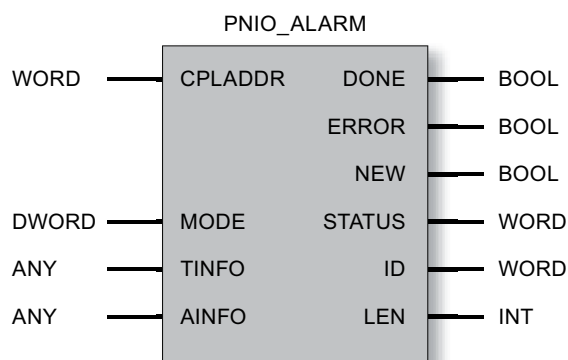 PNIO_ALARM
WORD CPLADDR DONE BOOL
ERROR BOOL
NEW BOOL
DWORD MODE STATUS WORD
ANY TINFO ID WORD
ANY AINFO LEN INT